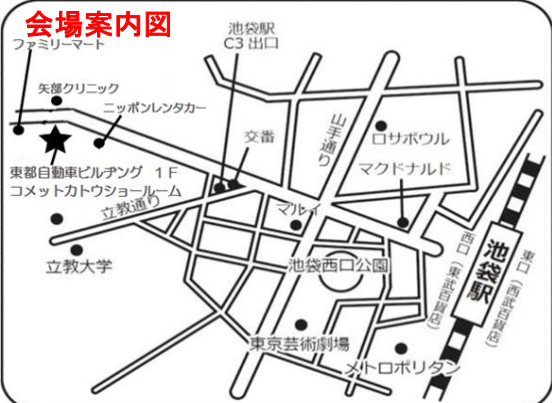 会場案内図
ファミリーマート
矢部クリニック
ニッポンレンタカー
池袋駅
C3 出口
交番
山手通り
ロサボウル
マクドナルド
東都自動車ビルヂング 1F
コメットカトウショールーム
立教通り
マルイ
立教大学
池袋西口公園
西口(東武百貨店)
池袋駅
東口(西武百貨店)
東京芸術劇場
メトロポリタン